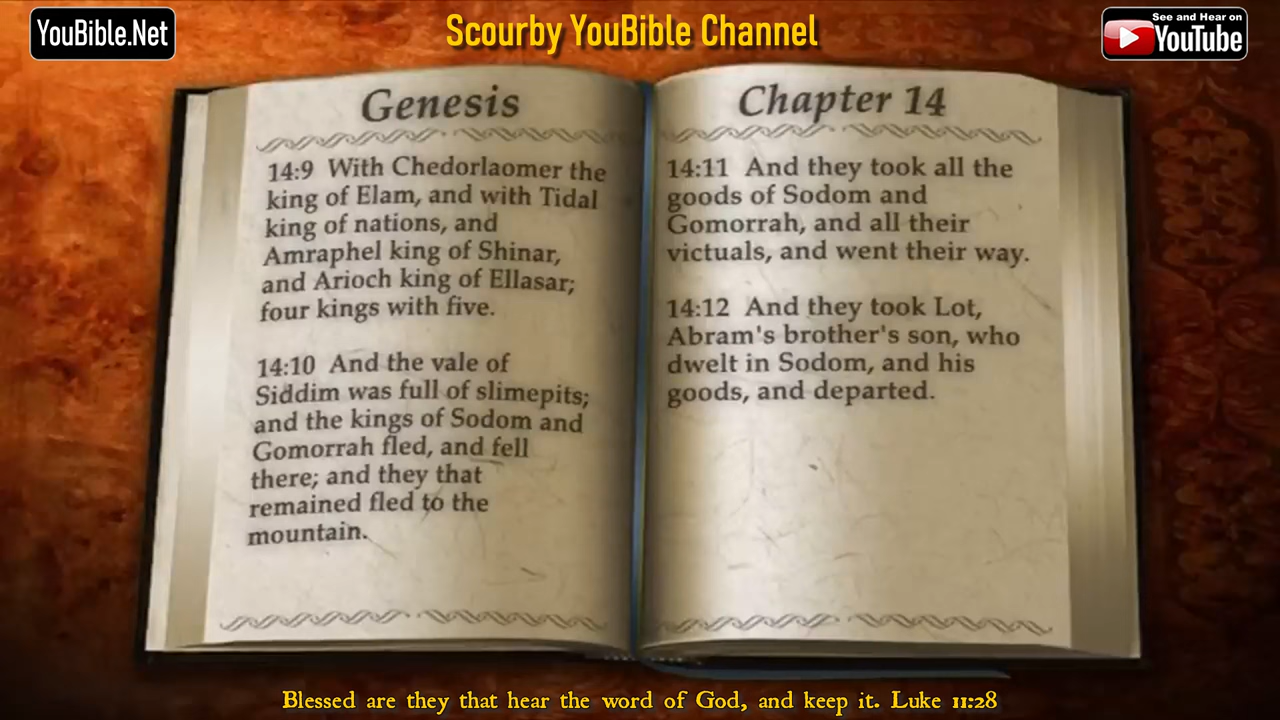 YouBible.Net
Scourby YouBible Channel
See and Hear on
YouTube
Genesis
14:9 With Chedorlaomer the
king of Elam, and with Tidal
king of nations, and
Amraphel king of Shinar,
and Arioch king of Ellasar;
four kings with five.
14:10 And the vale of
Siddim was full of slimepits;
and the kings of Sodom and
Gomorrah fled, and fell
there; and they that
remained fled to the
mountain.
Chapter 14
14:11 And they took all the
goods of Sodom and
Gomorrah, and all their
victuals, and went their way.
14:12 And they took Lot,
Abram's brother's son, who
dwelt in Sodom, and his
goods, and departed.
Blessed are they that hear the word of God, and keep it. Luke 11:28